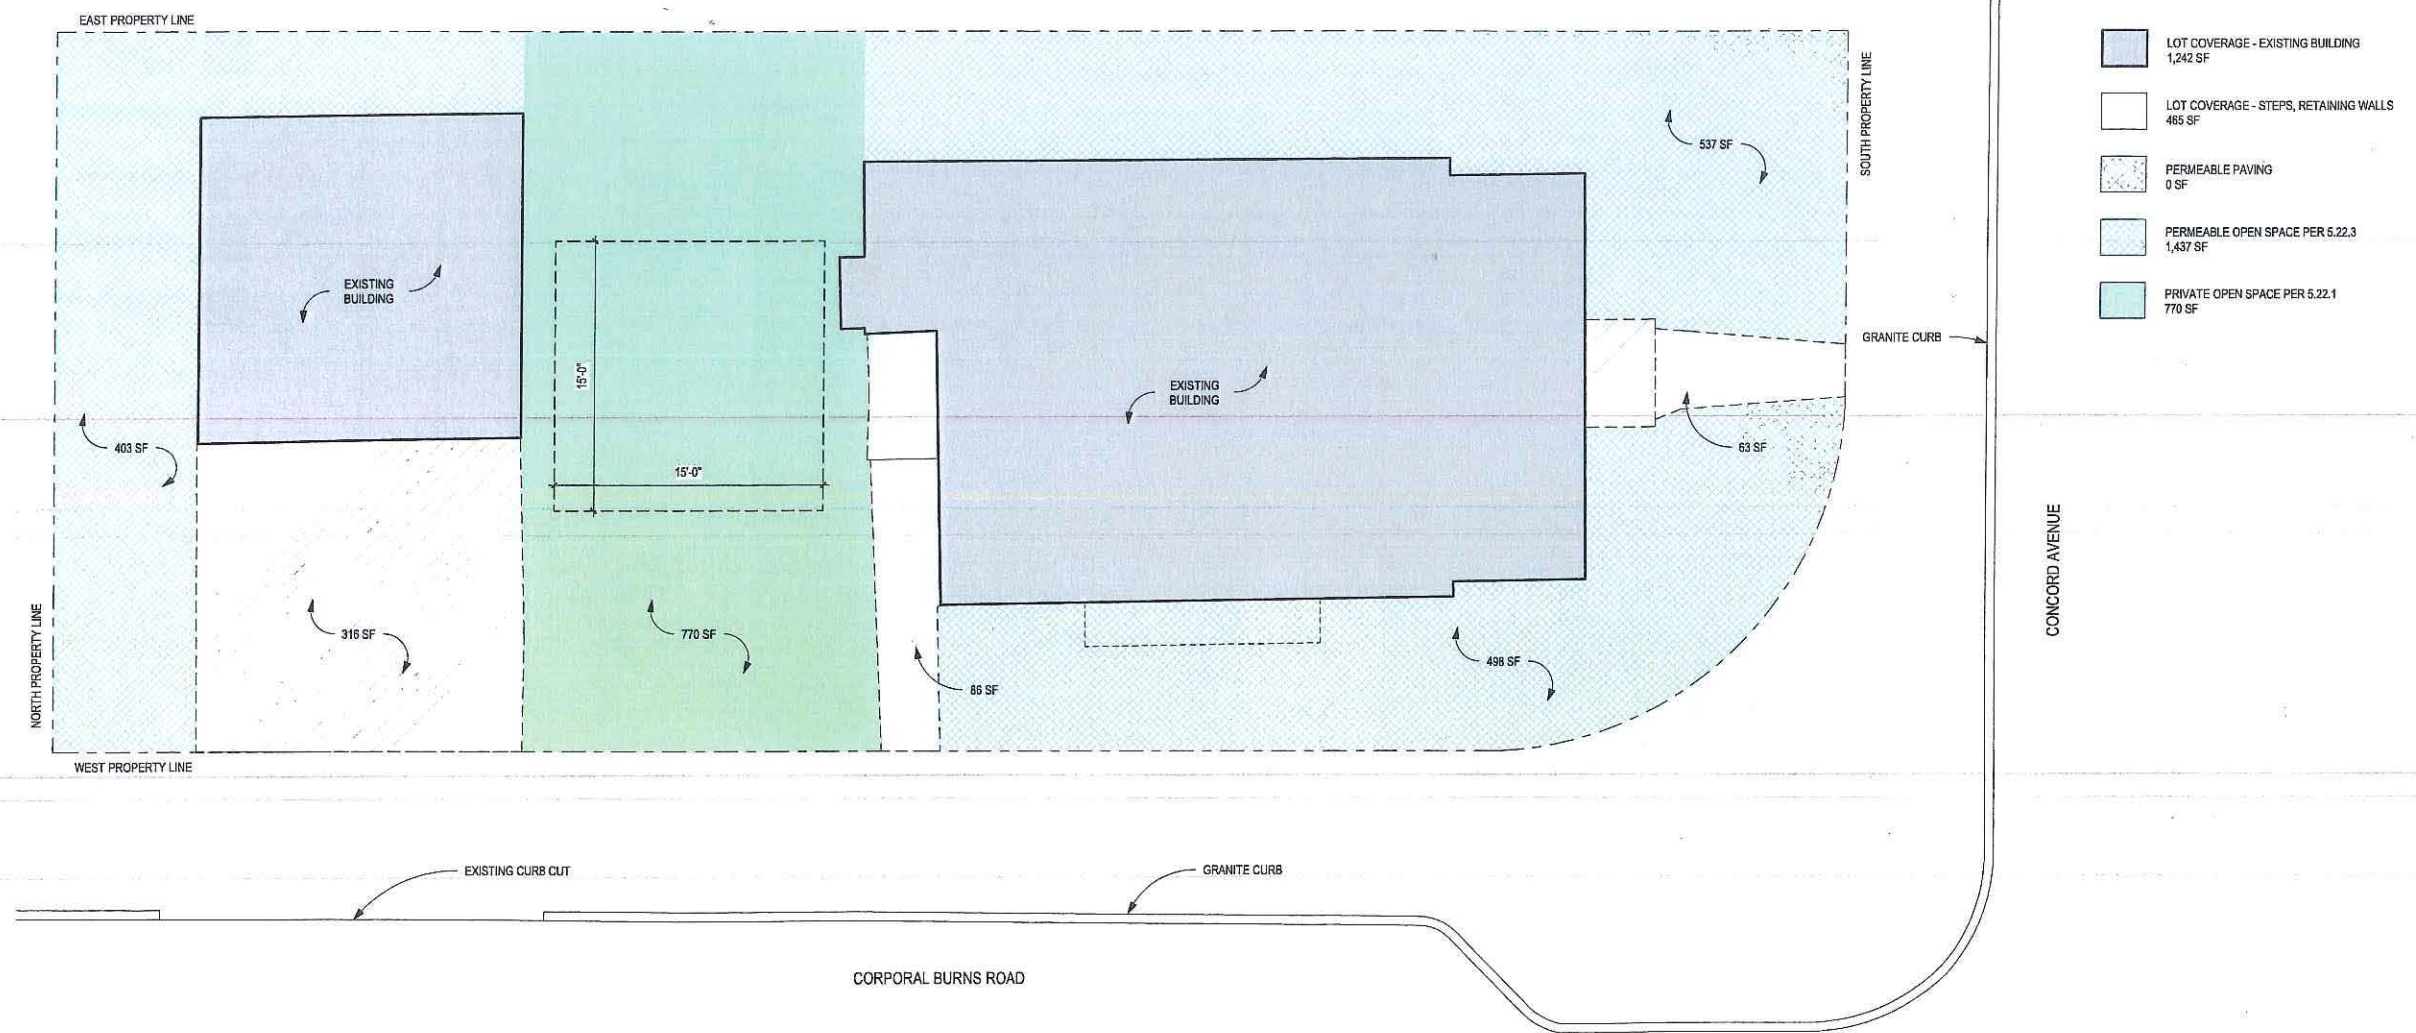 EAST PROPERTY LINE
SOUTH PROPERTY LINE
NORTH PROPERTY LINE
WEST PROPERTY LINE
EXISTING
BUILDING
15'-0"
15'-0"
EXISTING
BUILDING
403 SF
316 SF
770 SF
86 SF
498 SF
63 SF
537 SF
GRANITE CURB
CONCORD AVENUE
EXISTING CURB CUT
GRANITE CURB
CORPORAL BURNS ROAD
LOT COVERAGE - EXISTING BUILDING
1,242 SF
LOT COVERAGE - STEPS, RETAINING WALLS
465 SF
PERMEABLE PAVING
0 SF
PERMEABLE OPEN SPACE PER 5.22.3
1,437 SF
PRIVATE OPEN SPACE PER 5.22.1
770 SF